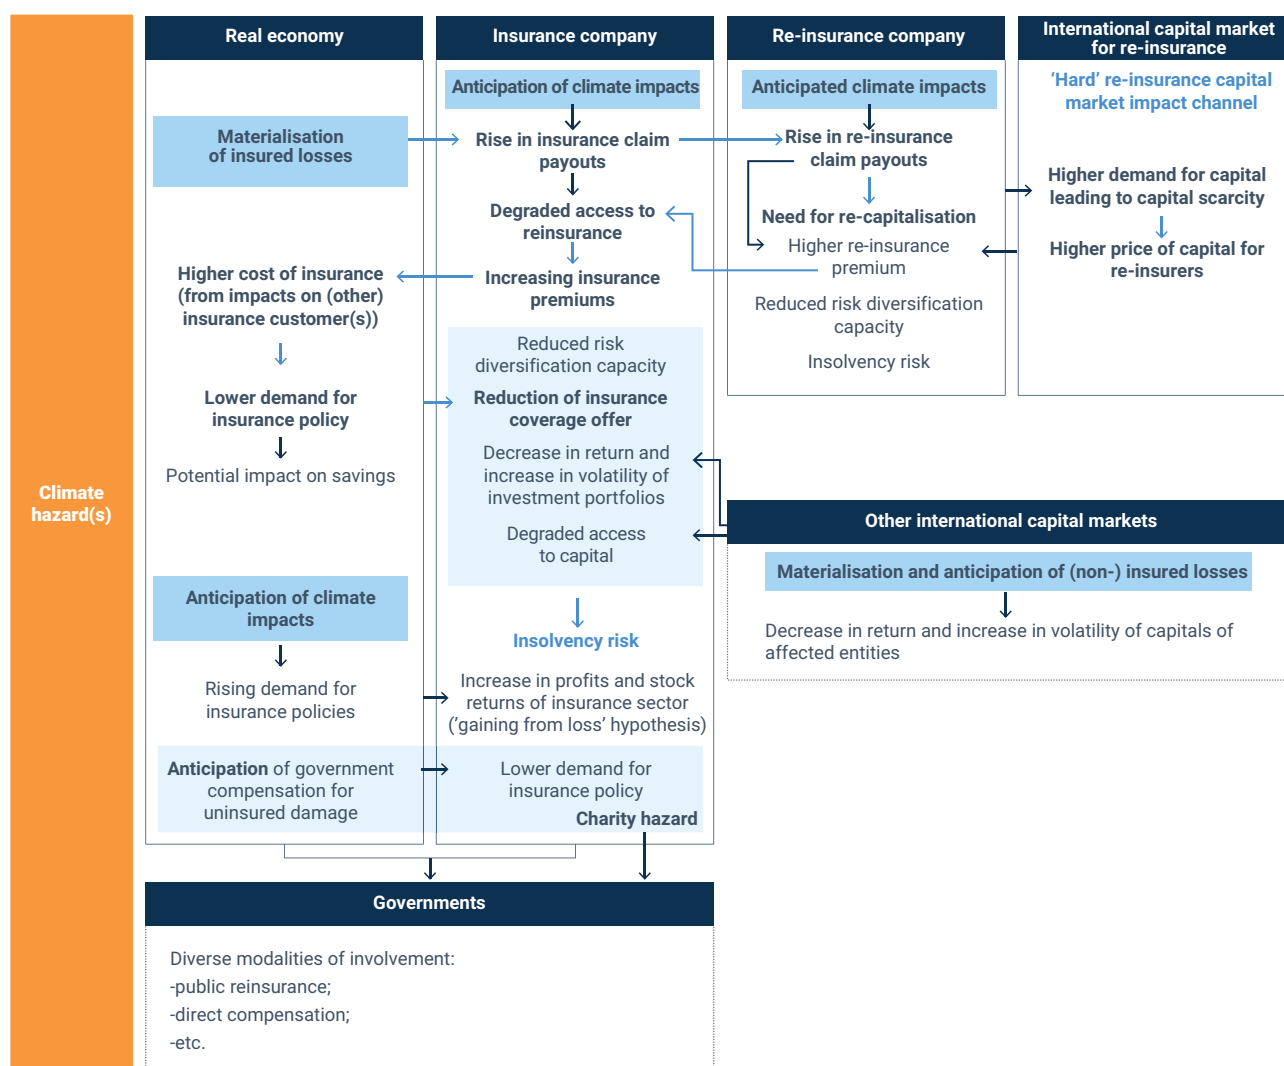 Climate
hazard(s)
Real economy
Materialisation
of insured losses
Higher cost of insurance
(from impacts on (other)
insurance customer(s))
Lower demand for
insurance policy
Potential impact on savings
Anticipation of climate
impacts
Rising demand for
insurance policies
Anticipation of government
compensation for
uninsured damage
Insurance company
Anticipation of climate impacts
Rise in insurance claim
payouts
Degraded access to
reinsurance
Increasing insurance
premiums
Reduced risk
diversification capacity
Reduction of insurance
coverage offer
Decrease in return and
increase in volatility of
investment portfolios
Degraded access
to capital
Insolvency risk
Increase in profits and stock
returns of insurance sector
('gaining from loss' hypothesis)
Lower demand for
insurance policy
Charity hazard
Re-insurance company
Anticipated climate impacts
Rise in re-insurance
claim payouts
Need for re-capitalisation
Higher re-insurance
premium
Reduced risk diversification
capacity
Insolvency risk
International capital market
for re-insurance
‘Hard’ re-insurance capital
market impact channel
Higher demand for capital
leading to capital scarcity
Higher price of capital for
re-insurers
Other international capital markets
Materialisation and anticipation of (non-) insured losses
Decrease in return and increase in volatility of capitals of
affected entities
Governments
Diverse modalities of involvement:
-public reinsurance;
-direct compensation;
-etc.